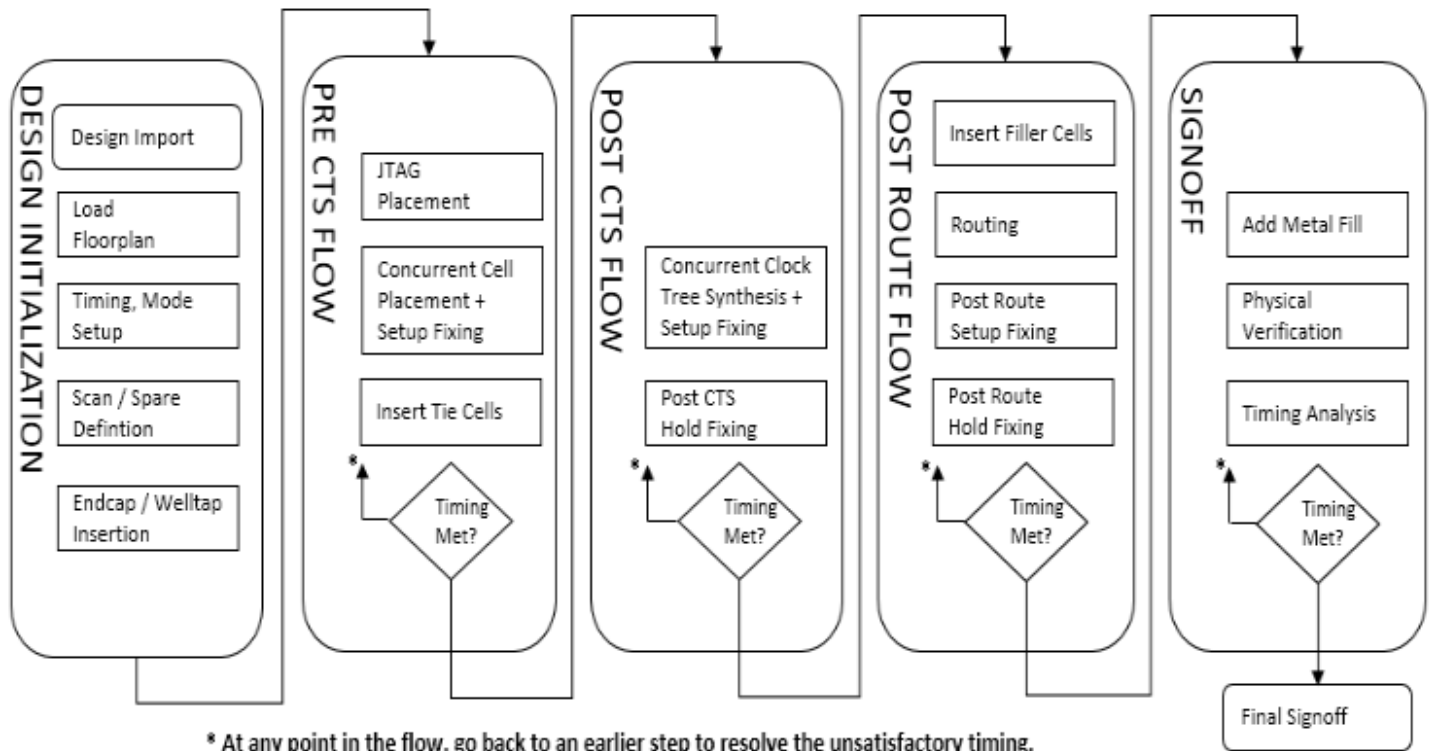 DESIGN INITIALIZATION
Design Import
Load
Floorplan
Timing, Mode
Setup
Scan / Spare
Defintion
Endcap / Welltap
Insertion
PRE CTS FLOW
JTAG
Placement
Concurrent Cell
Placement +
Setup Fixing
Insert Tie Cells
*
Timing
Met?
POST CTS FLOW
Concurrent Clock
Tree Synthesis +
Setup Fixing
Post CTS
Hold Fixing
*
Timing
Met?
POST ROUTE FLOW
Insert Filler Cells
Routing
Post Route
Setup Fixing
Post Route
Hold Fixing
*
Timing
Met?
SIGNOFF
Add Metal Fill
Physical
Verification
Timing Analysis
*
Timing
Met?
Final Signoff
* At any point in the flow, go back to an earlier step to resolve the unsatisfactory timing.